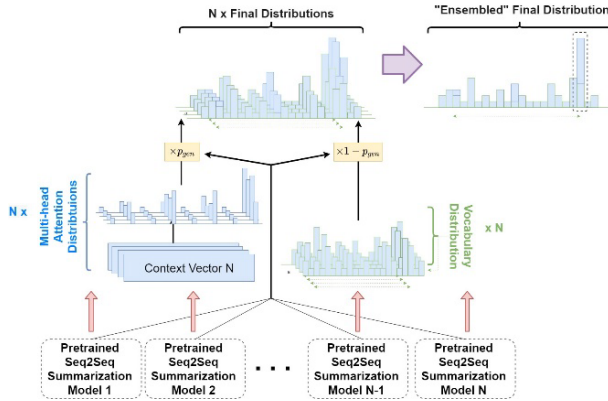 N x Final Distributions
"Ensembled" Final Distribution
×p_gen
×1 − p_gen
N x
Multi-head
Attention
Distribtuions
Context Vector N
Vocabulary
Distribution
x N
Pretrained
Seq2Seq
Summarization
Model 1
Pretrained
Seq2Seq
Summarization
Model 2
. . .
Pretrained
Seq2Seq
Summarization
Model N-1
Pretrained
Seq2Seq
Summarization
Model N